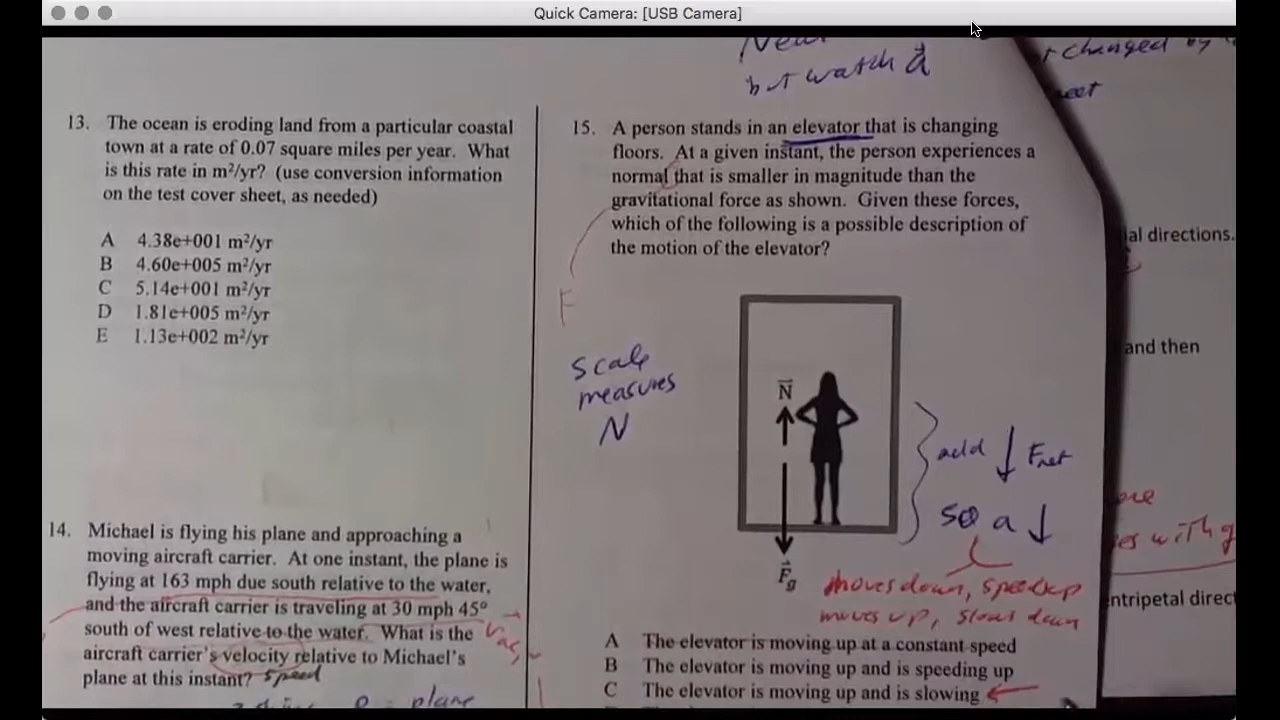 Quick Camera: [USB Camera]
but watch a
changed by
13. The ocean is eroding land from a particular coastal
town at a rate of 0.07 square miles per year. What
is this rate in m²/yr? (use conversion information
on the test cover sheet, as needed)
A 4.38e+001 m²/yr
B 4.60e+005 m²/yr
C 5.14e+001 m²/yr
D 1.81e+005 m²/yr
E 1.13e+002 m²/yr
14. Michael is flying his plane and approaching a
moving aircraft carrier. At one instant, the plane is
flying at 163 mph due south relative to the water,
and the aircraft carrier is traveling at 30 mph 45°
south of west relative to the water. What is the
aircraft carrier's velocity relative to Michael's
plane at this instant? speed
plane
15. A person stands in an elevator that is changing
floors. At a given instant, the person experiences a
normal that is smaller in magnitude than the
gravitational force as shown. Given these forces,
which of the following is a possible description of
the motion of the elevator?
F
scale
measures
N
N
Fg
add ↓ Fnet
so a ↓
moves down, speeds up
moves up, slows down
A The elevator is moving up at a constant speed
B The elevator is moving up and is speeding up
C The elevator is moving up and is slowing
al directions.
and then
with g
entripetal direct